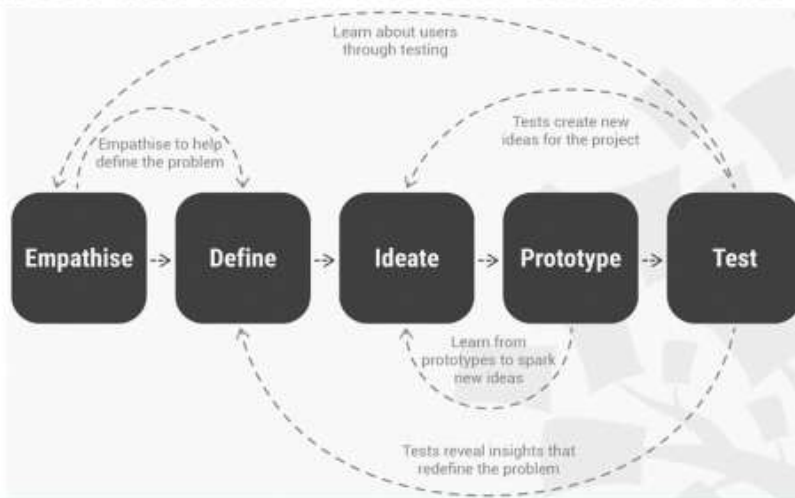 Learn about users
through testing
Tests create new
ideas for the project
Empathise to help
define the problem
Empathise
Define
Ideate
Prototype
Test
Learn from
prototypes to spark
new ideas
Tests reveal insights that
redefine the problem